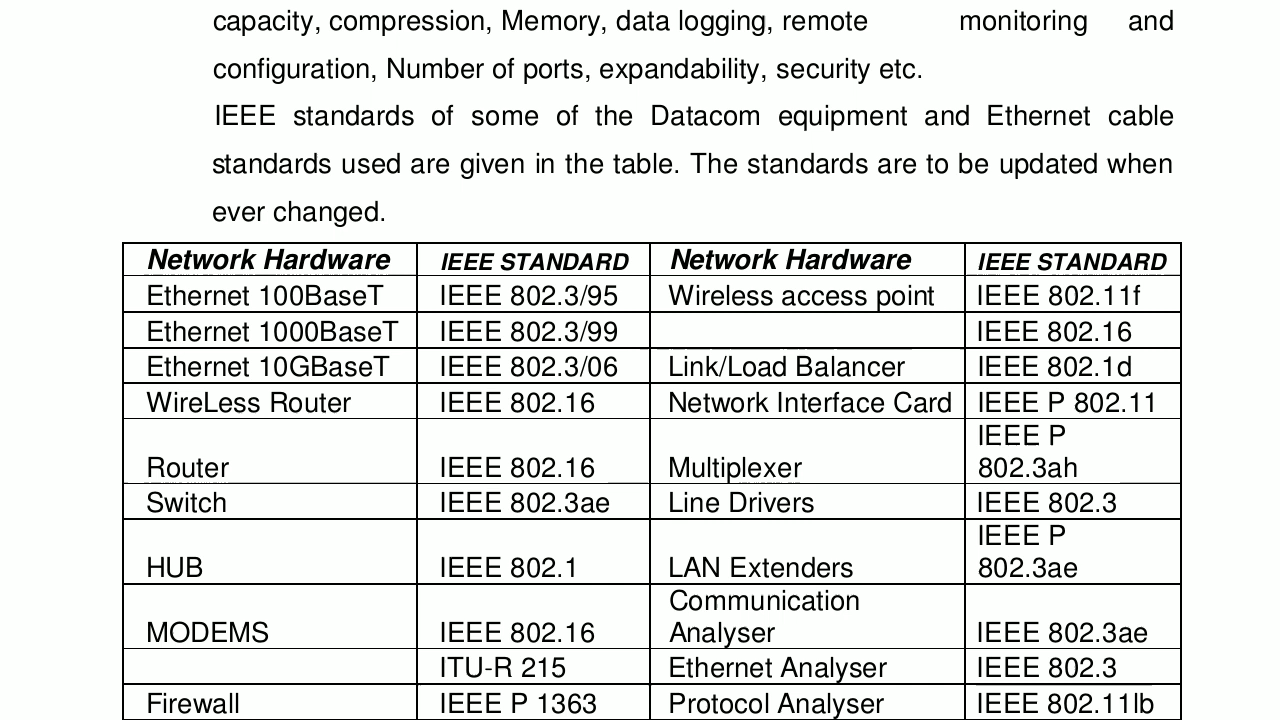 capacity, compression, Memory, data logging, remote monitoring and
configuration, Number of ports, expandability, security etc.
IEEE standards of some of the Datacom equipment and Ethernet cable
standards used are given in the table. The standards are to be updated when
ever changed.
Network Hardware IEEE STANDARD Network Hardware IEEE STANDARD
Ethernet 100BaseT IEEE 802.3/95 Wireless access point IEEE 802.11f
Ethernet 1000BaseT IEEE 802.3/99 IEEE 802.16
Ethernet 10GBaseT IEEE 802.3/06 Link/Load Balancer IEEE 802.1d
WireLess Router IEEE 802.16 Network Interface Card IEEE P 802.11
IEEE P
Router IEEE 802.16 Multiplexer 802.3ah
Switch IEEE 802.3ae Line Drivers IEEE 802.3
IEEE P
HUB IEEE 802.1 LAN Extenders 802.3ae
Communication
MODEMS IEEE 802.16 Analyser IEEE 802.3ae
ITU-R 215 Ethernet Analyser IEEE 802.3
Firewall IEEE P 1363 Protocol Analyser IEEE 802.11lb